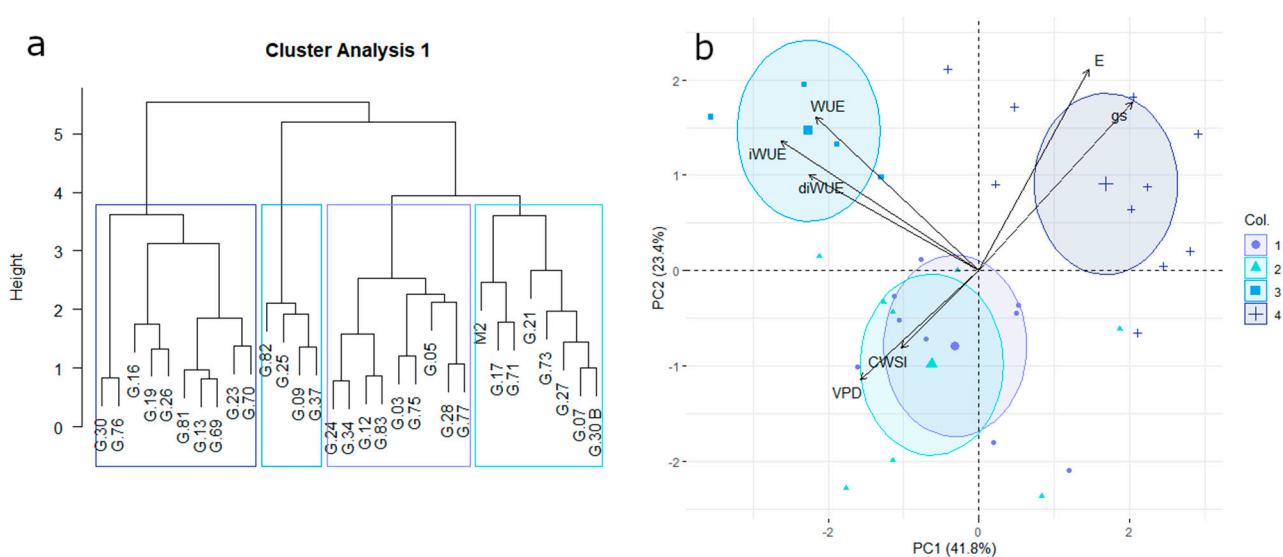 a
Cluster Analysis 1
Height
5
4
3
2
1
0
G.30
G.76
G.16
G.19
G.26
G.81
G.13
G.69
G.23
G.70
G.82
G.25
G.09
G.37
G.24
G.34
G.12
G.83
G.03
G.75
G.05
G.28
G.77
M2
G.17
G.71
G.21
G.73
G.27
G.07
G.30 B
b
PC2 (23.4%)
2
1
0
-1
-2
E
gs
WUE
iWUE
diWUE
CWSI
VPD
-2
0
2
PC1 (41.8%)
Col.
1
2
3
4